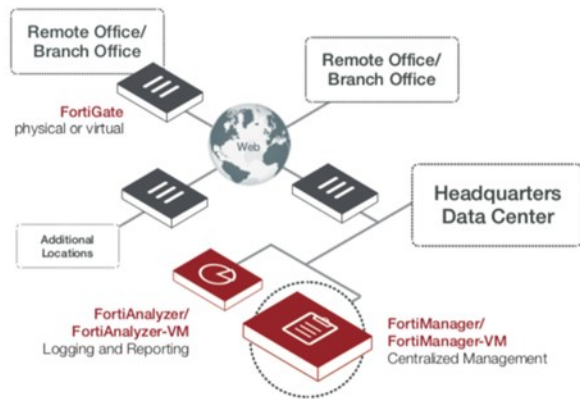 Remote Office/
Branch Office
Remote Office/
Branch Office
FortiGate
physical or virtual
Web
Headquarters
Data Center
Additional
Locations
FortiAnalyzer/
FortiAnalyzer-VM
Logging and Reporting
FortiManager/
FortiManager-VM
Centralized Management